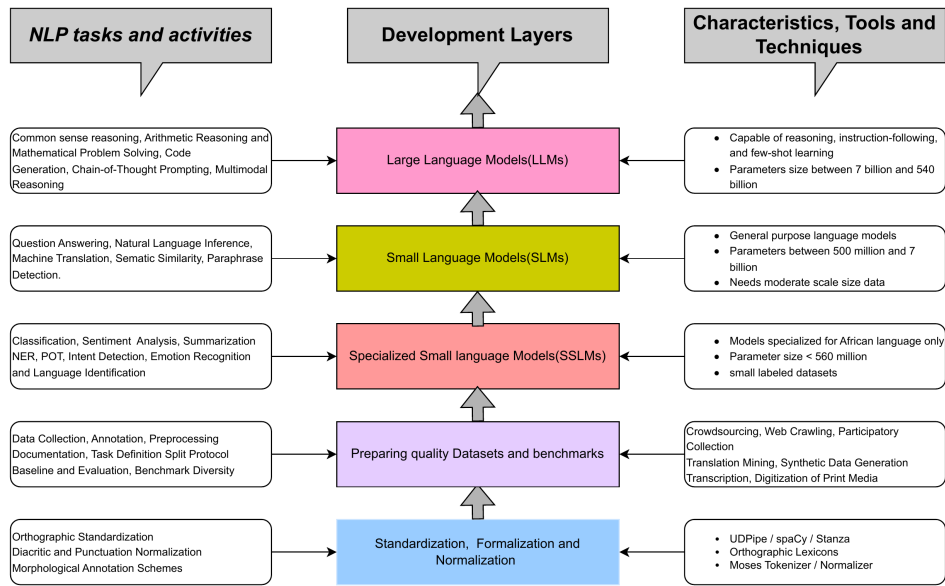 NLP tasks and activities
Development Layers
Characteristics, Tools and
Techniques
Common sense reasoning, Arithmetic Reasoning and
Mathematical Problem Solving, Code
Generation, Chain-of-Thought Prompting, Multimodal
Reasoning
Large Language Models(LLMs)
• Capable of reasoning, instruction-following,
and few-shot learning
• Parameters size between 7 billion and 540
billion
Question Answering, Natural Language Inference,
Machine Translation, Sematic Similarity, Paraphrase
Detection.
Small Language Models(SLMs)
• General purpose language models
• Parameters between 500 million and 7
billion
• Needs moderate scale size data
Classification, Sentiment Analysis, Summarization
NER, POT, Intent Detection, Emotion Recognition
and Language Identification
Specialized Small language Models(SSLMs)
• Models specialized for African language only
• Parameter size < 560 million
• small labeled datasets
Data Collection, Annotation, Preprocessing
Documentation, Task Definition Split Protocol
Baseline and Evaluation, Benchmark Diversity
Preparing quality Datasets and benchmarks
Crowdsourcing, Web Crawling, Participatory
Collection
Translation Mining, Synthetic Data Generation
Transcription, Digitization of Print Media
Orthographic Standardization
Diacritic and Punctuation Normalization
Morphological Annotation Schemes
Standardization, Formalization and
Normalization
• UDPipe / spaCy / Stanza
• Orthographic Lexicons
• Moses Tokenizer / Normalizer